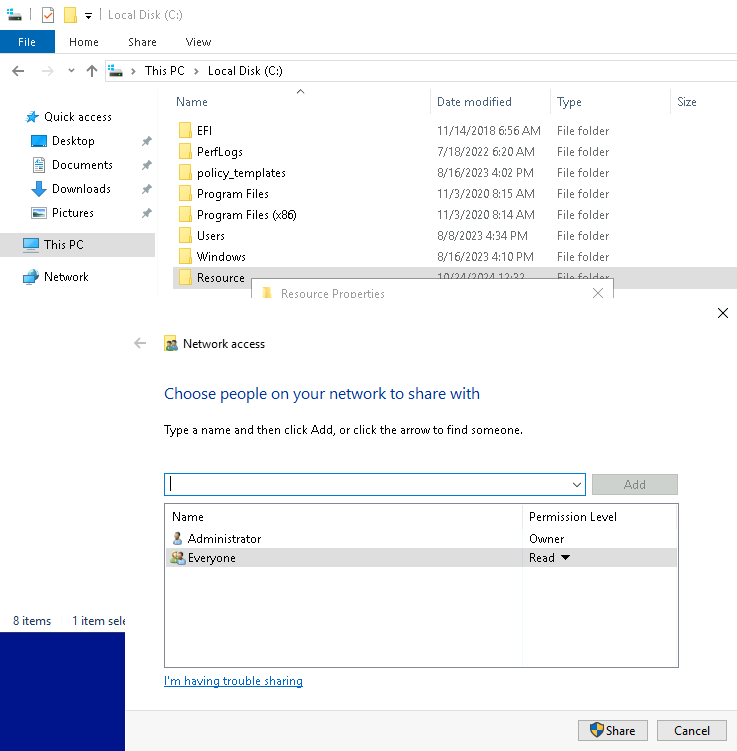 Local Disk (C:)
File Home Share View
This PC Local Disk (C:)
Name Date modified Type Size
Quick access
Desktop
Documents
Downloads
Pictures
This PC
Network
EFI 11/14/2018 6:56 AM File folder
PerfLogs 7/18/2022 6:20 AM File folder
policy_templates 8/16/2023 4:02 PM File folder
Program Files 11/3/2020 8:15 AM File folder
Program Files (x86) 11/3/2020 8:14 AM File folder
Users 8/8/2023 4:34 PM File folder
Windows 8/16/2023 4:10 PM File folder
Resource 10/24/2024 12:32 File folder
Resource Properties
Network access
Choose people on your network to share with
Type a name and then click Add, or click the arrow to find someone.
Add
Name Permission Level
Administrator Owner
Everyone Read
8 items 1 item sele
I'm having trouble sharing
Share Cancel